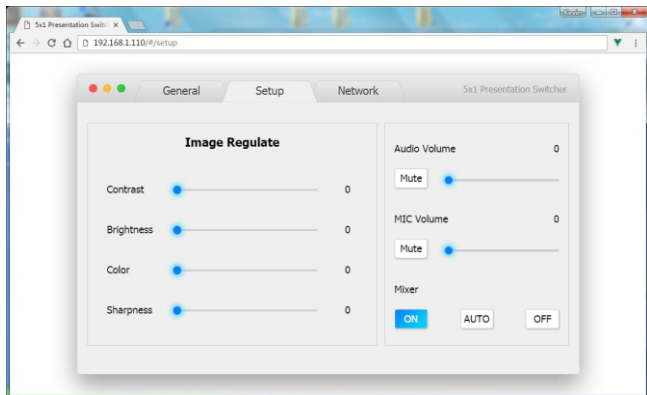 5x1 Presentation Swit
192.168.1.110/#/setup
General Setup Network 5x1 Presentation Switcher
Image Regulate
Contrast 0
Brightness 0
Color 0
Sharpness 0
Audio Volume 0
Mute
MIC Volume 0
Mute
Mixer
ON AUTO OFF